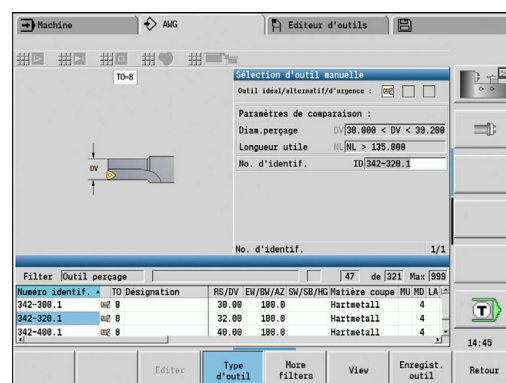 Machine
AWG
Editeur d'outils
TO=8
DV
Sélection d'outil manuelle
Outil idéal/alternatif/d'urgence :
Paramètres de comparaison :
Diam.perçage DV 30.000 < DV < 39.200
Longueur utile NL NL > 135.000
No. d'identif. ID 342-320.1
No. d'identif. 1/1
Filter Outil perçage 47 de 321 Max 999
Numéro identif. TO Désignation RS/DV EW/BW/AZ SW/SB/HG Matière coupe MU MD LA
342-300.1 8 30.00 180.0 Hartmetall 4
342-320.1 8 32.00 180.0 Hartmetall 4
342-400.1 8 40.00 180.0 Hartmetall 4
T
14:45
Editer
Type d'outil
More filters
View
Enregist. outil
Retour